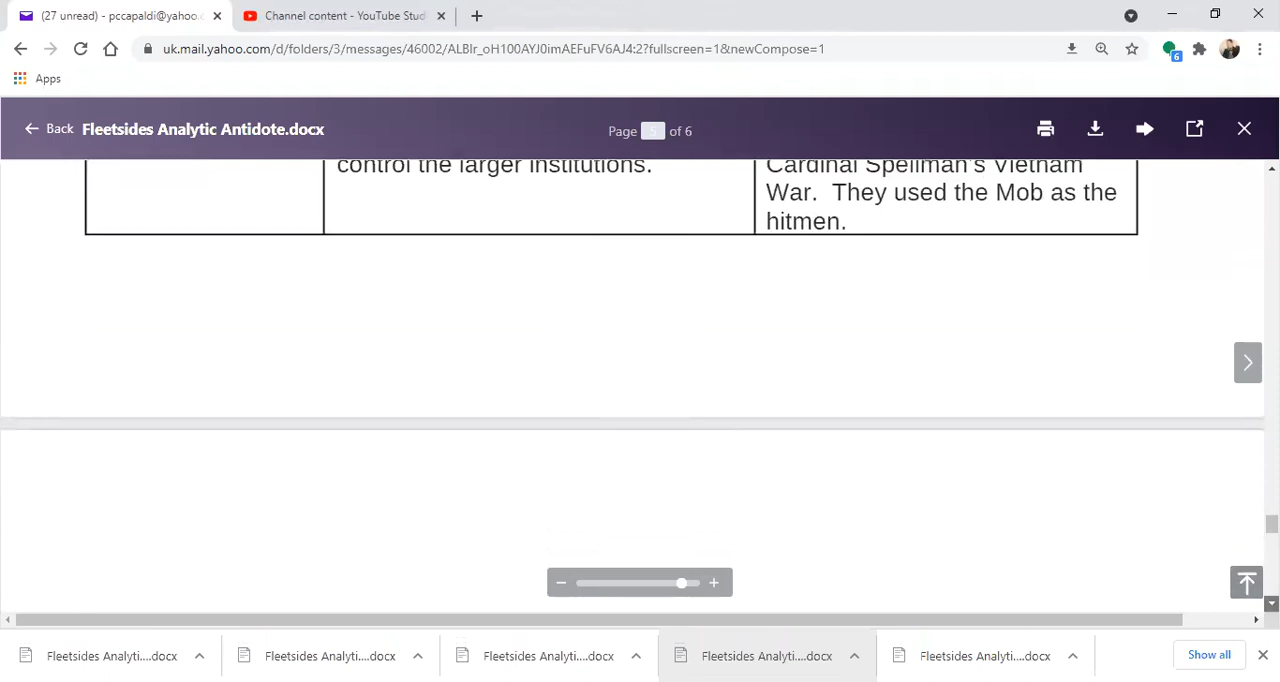 (27 unread) - pccapaldi@yahoo.c
Channel content - YouTube Stud
uk.mail.yahoo.com/d/folders/3/messages/46002/ALBlr_oH100AYJ0imAEFuFV6AJ4:2?fullscreen=1&newCompose=1
6
Apps
Back Fleetsides Analytic Antidote.docx
Page 5 of 6
control the larger institutions.
Cardinal Spellman's Vietnam
War. They used the Mob as the
hitmen.
Fleetsides Analyti....docx
Fleetsides Analyti....docx
Fleetsides Analyti....docx
Fleetsides Analyti....docx
Fleetsides Analyti....docx
Show all